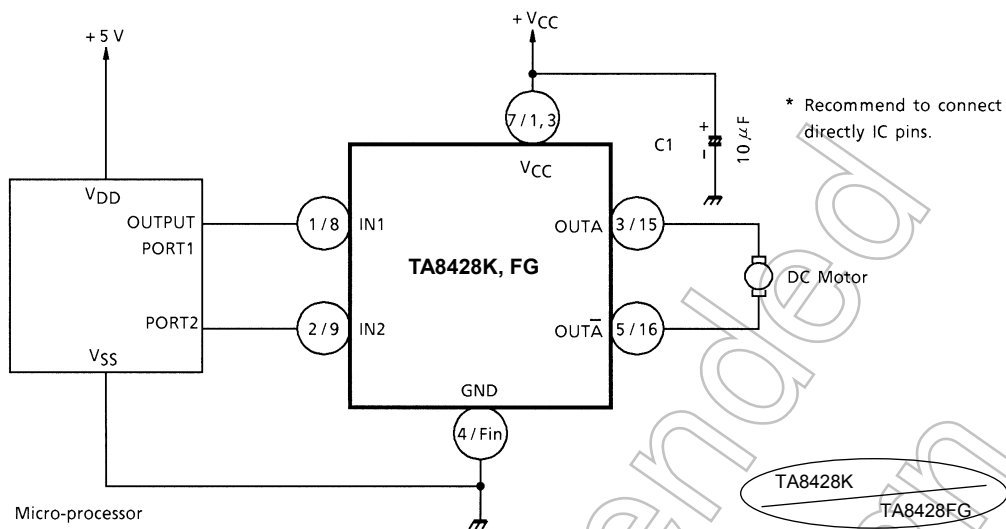 +5 V
+ VCC
7/1, 3
* Recommend to connect
directly IC pins.
C1
+
−
10μF
VCC
VDD
OUTPUT
PORT1
1/8
IN1
OUTA
3/15
TA8428K, FG
DC Motor
PORT2
2/9
IN2
OUTA̅
5/16
VSS
GND
4/Fin
Micro-processor
TA8428K
TA8428FG
ended